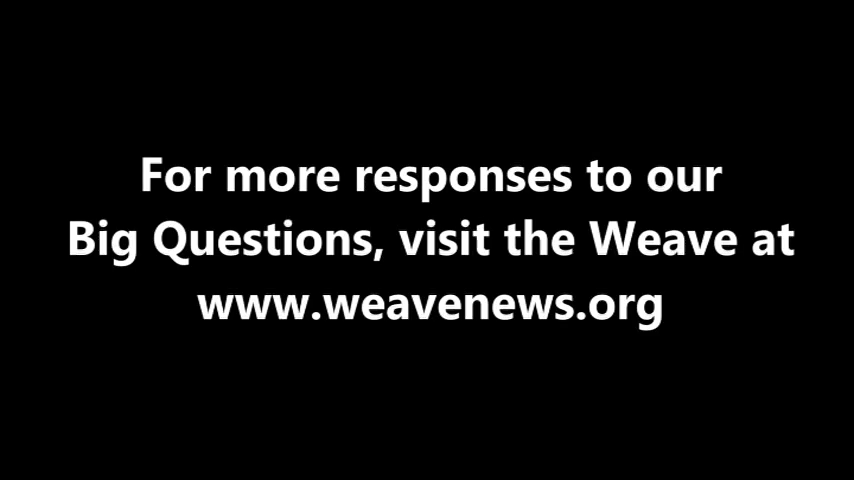 For more responses to our
Big Questions, visit the Weave at
www.weavenews.org